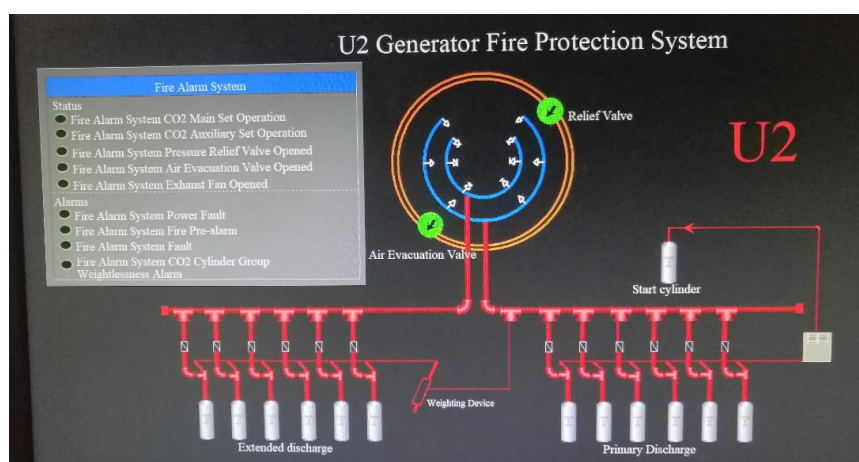 U2 Generator Fire Protection System
Fire Alarm System
Status
Fire Alarm System CO2 Main Set Operation
Fire Alarm System CO2 Auxiliary Set Operation
Fire Alarm System Pressure Relief Valve Opened
Fire Alarm System Air Evacuation Valve Opened
Fire Alarm System Exhaust Fan Opened
Alarms
Fire Alarm System Power Fault
Fire Alarm System Fire Pre-alarm
Fire Alarm System Fault
Fire Alarm System CO2 Cylinder Group
Weightlessness Alarm
Relief Valve
U2
Air Evacuation Valve
Start cylinder
Weighting Device
Extended discharge
Primary Discharge